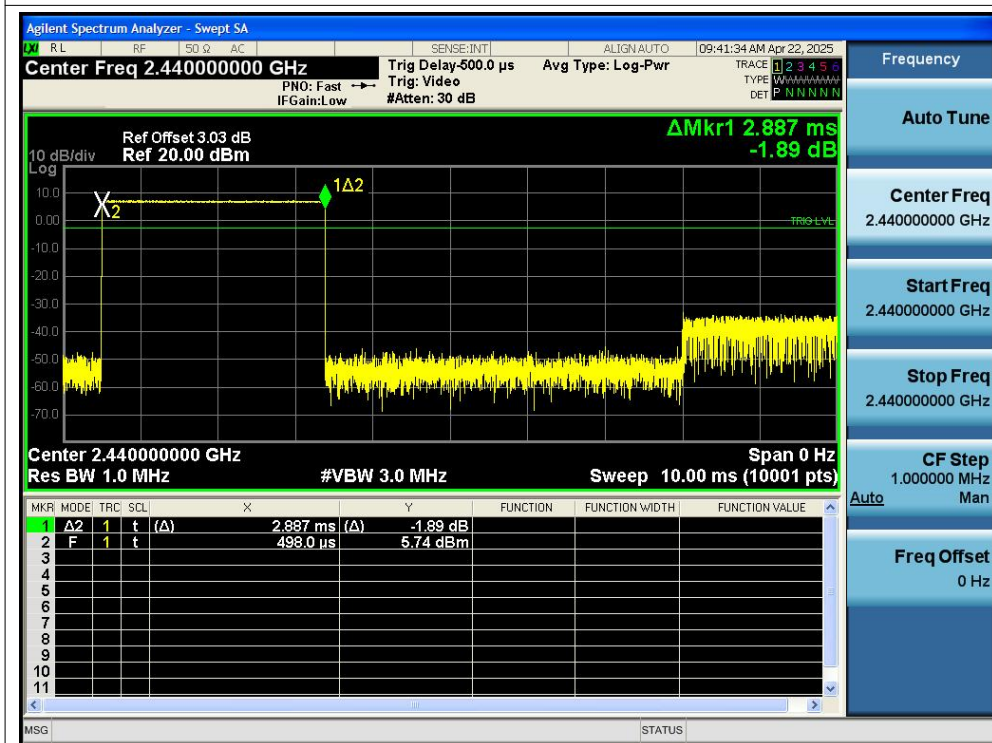 Agilent Spectrum Analyzer - Swept SA
LXI RL RF 50 Ω AC SENSE:INT ALIGN AUTO 09:41:34 AM Apr 22, 2025
Center Freq 2.440000000 GHz
Trig Delay-500.0 µs Avg Type: Log-Pwr TRACE 1 2 3 4 5 6
PNO: Fast Trig: Video TYPE WWWWWW
IFGain:Low #Atten: 30 dB DET P N N N N N
Ref Offset 3.03 dB ΔMkr1 2.887 ms
10 dB/div Ref 20.00 dBm -1.89 dB
Log
10.0
0.00
-10.0
-20.0
-30.0
-40.0
-50.0
-60.0
-70.0
X2
1Δ2
TRIG LVL
Center 2.440000000 GHz Span 0 Hz
Res BW 1.0 MHz #VBW 3.0 MHz Sweep 10.00 ms (10001 pts)
MKR MODE TRC SCL X Y FUNCTION FUNCTION WIDTH FUNCTION VALUE
1 Δ2 1 t (Δ) 2.887 ms (Δ) -1.89 dB
2 F 1 t 498.0 µs 5.74 dBm
3
4
5
6
7
8
9
10
11
MSG STATUS
Frequency
Auto Tune
Center Freq
2.440000000 GHz
Start Freq
2.440000000 GHz
Stop Freq
2.440000000 GHz
CF Step
1.000000 MHz
Auto Man
Freq Offset
0 Hz